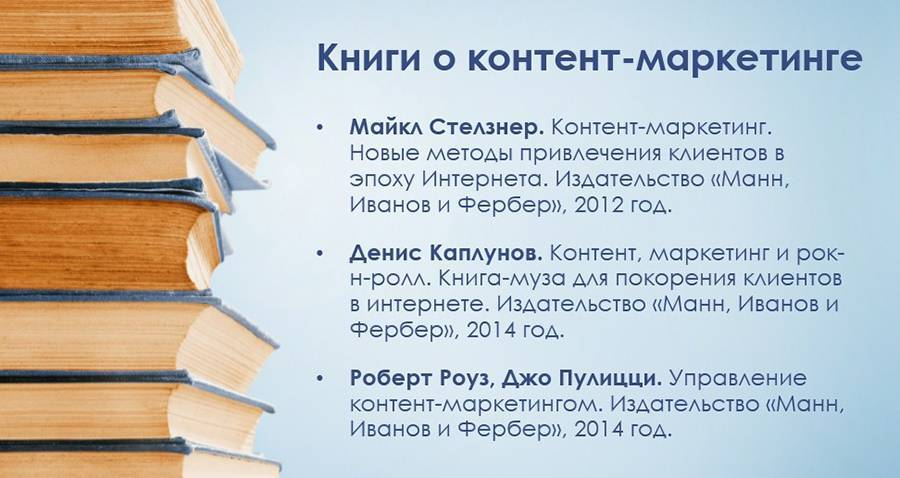 Книги о контент-маркетинге
• Майкл Стелзнер. Контент-маркетинг.
Новые методы привлечения клиентов в
эпоху Интернета. Издательство «Манн,
Иванов и Фербер», 2012 год.
• Денис Каплунов. Контент, маркетинг и рок-
н-ролл. Книга-муза для покорения клиентов
в интернете. Издательство «Манн, Иванов и
Фербер», 2014 год.
• Роберт Роуз, Джо Пулицци. Управление
контент-маркетингом. Издательство «Манн,
Иванов и Фербер», 2014 год.